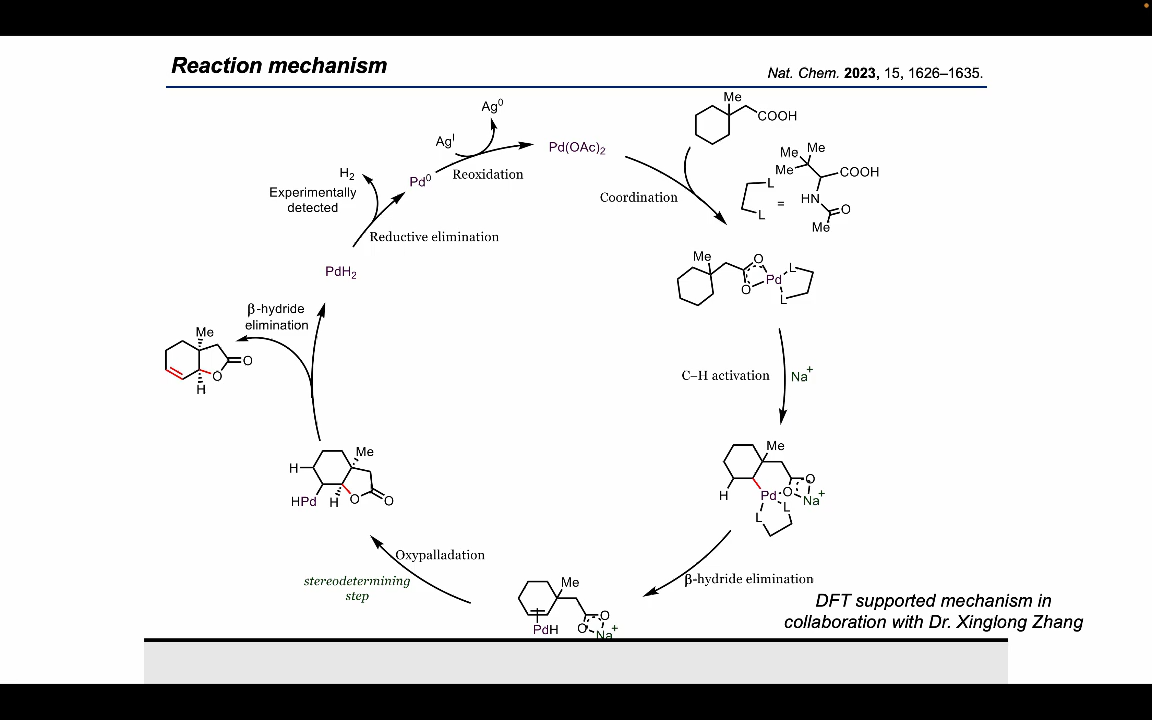 Reaction mechanism
Nat. Chem. 2023, 15, 1626–1635.
Ag⁰
Agᴵ
Pd⁰
Reoxidation
Pd(OAc)₂
Me
COOH
Coordination
L
L
=
Me
Me
Me
COOH
HN
O
Me
H₂
Experimentally
detected
Reductive elimination
PdH₂
Me
O
O
Pd
L
L
C–H activation
Na⁺
β-hydride
elimination
Me
O
O
H
Me
H
HPd
H
O
O
Me
H
Pd
O
O
Na⁺
L
L
Oxypalladation
stereodetermining
step
β-hydride elimination
Me
PdH
O
O
Na⁺
DFT supported mechanism in
collaboration with Dr. Xinglong Zhang